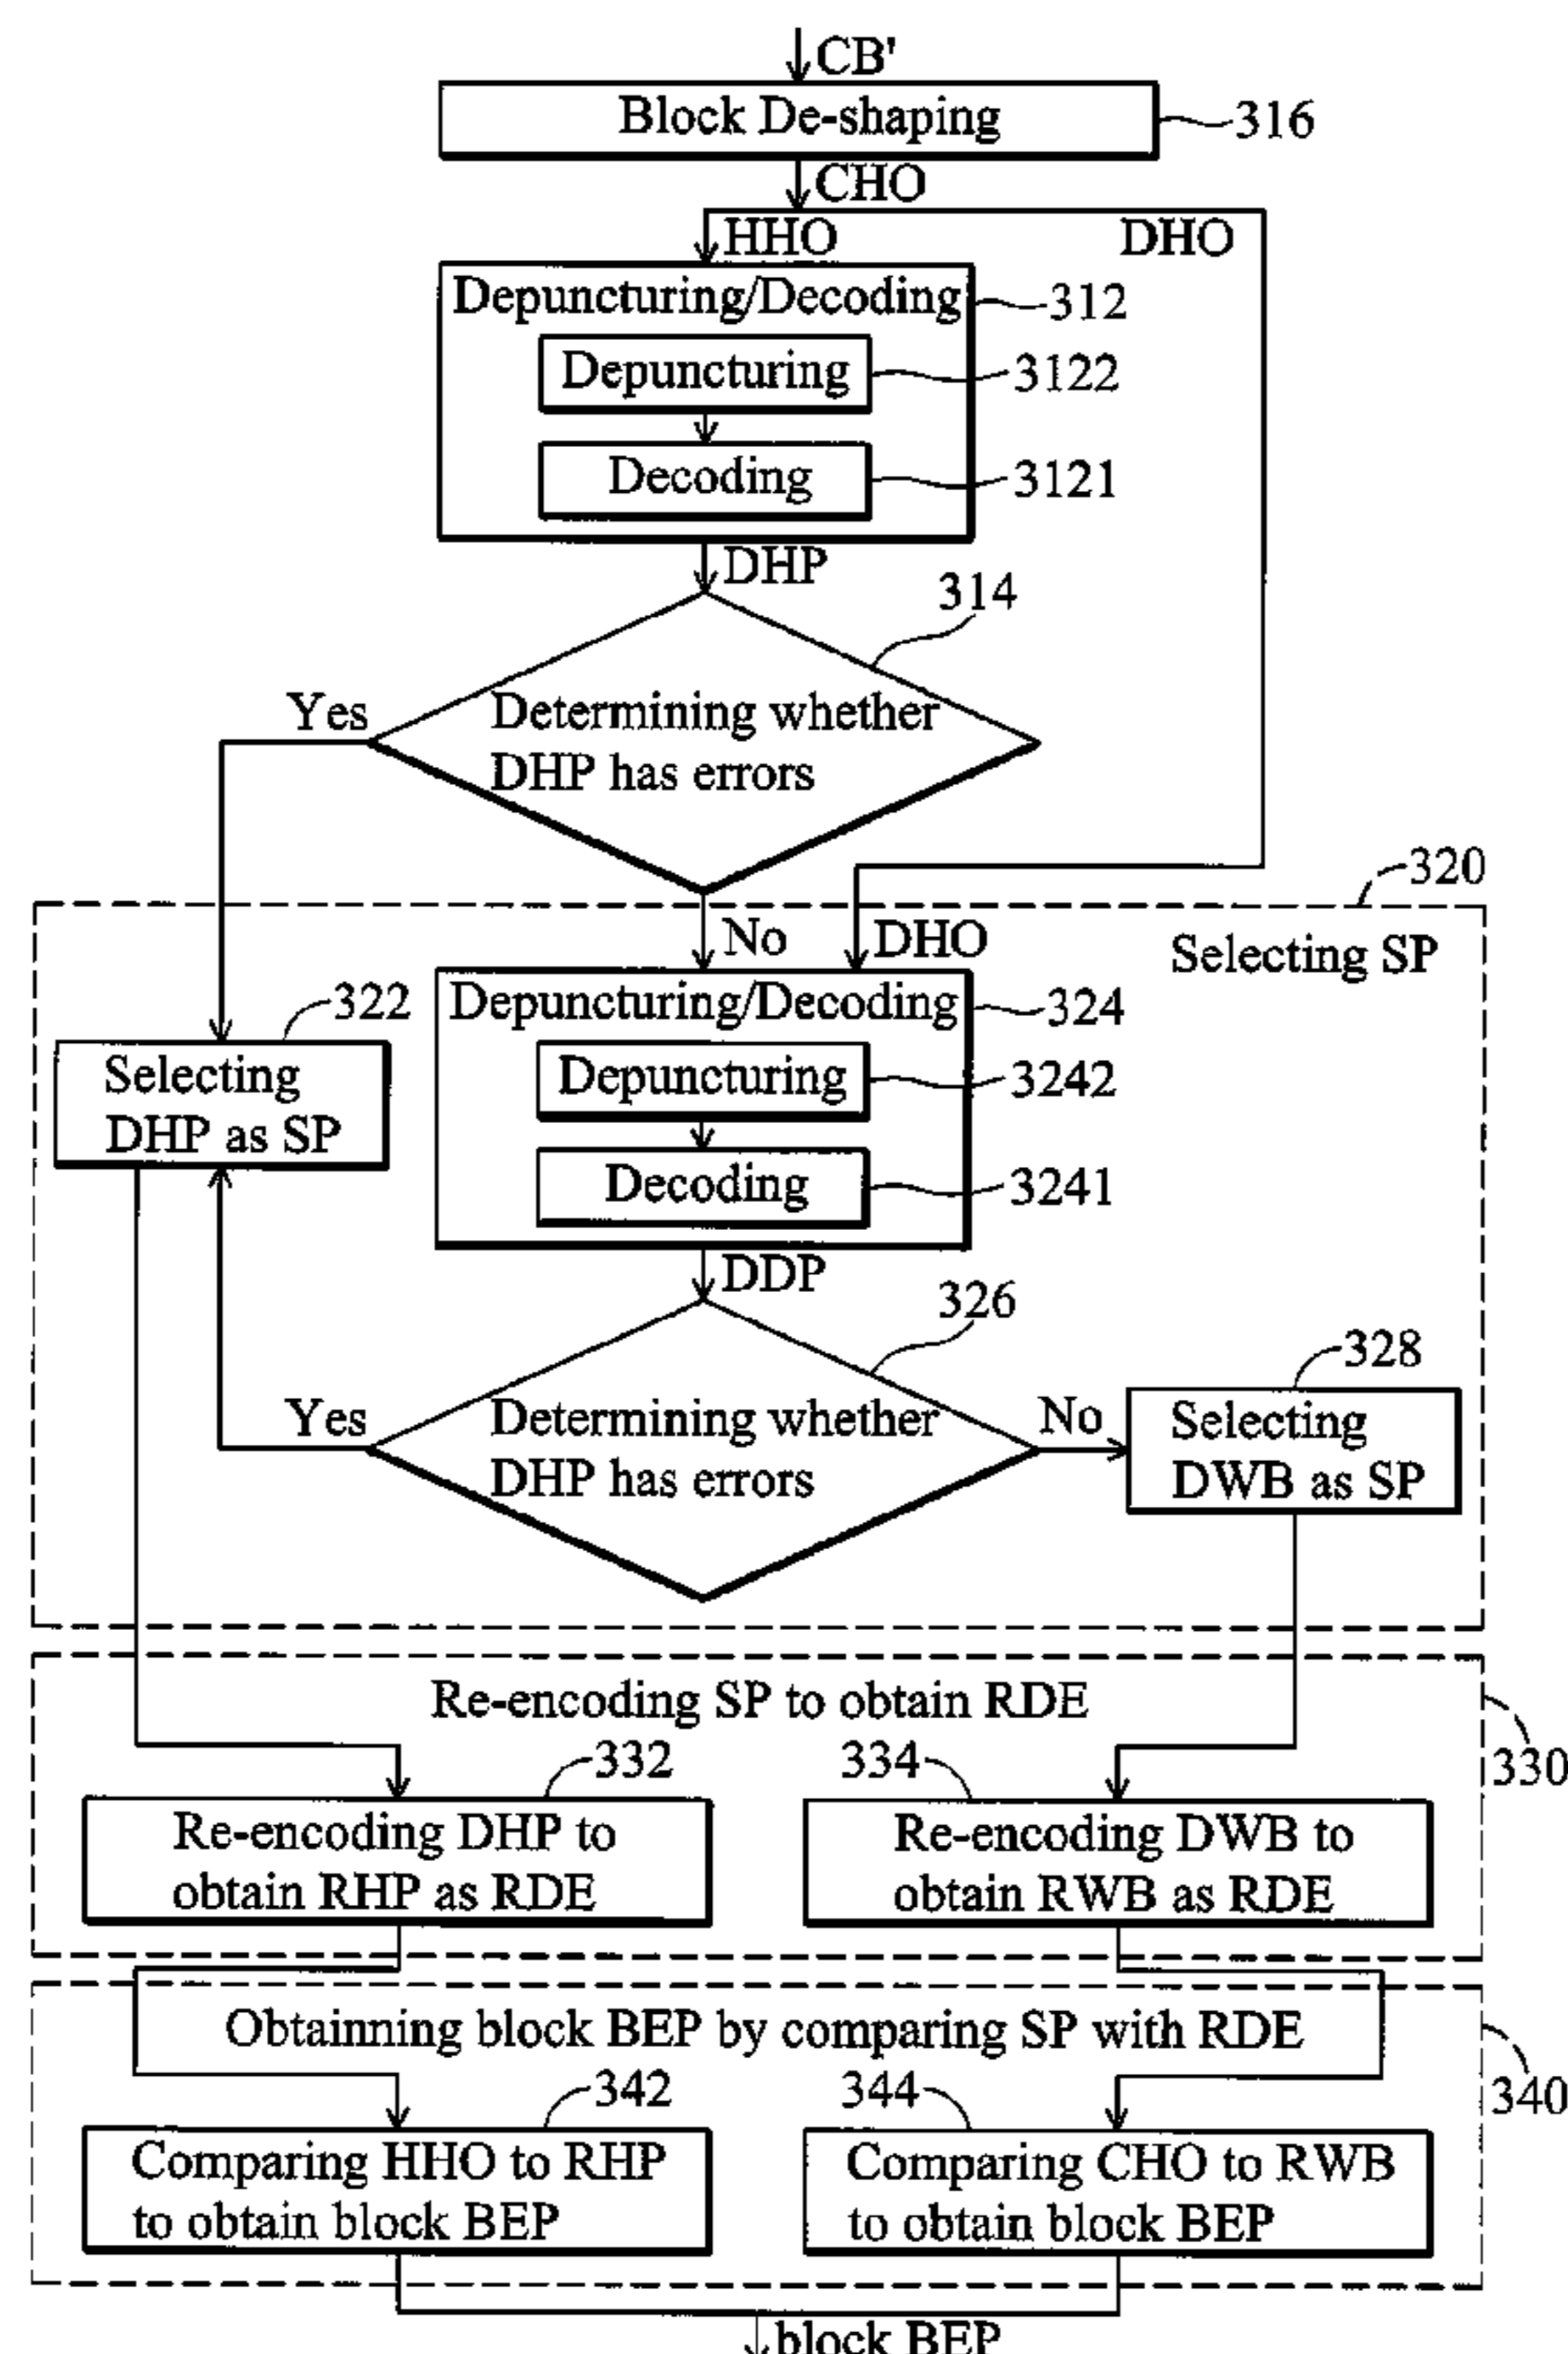 CB'
Block De-shaping
316
CHO
HHO
DHO
Depuncturing/Decoding
312
Depuncturing
3122
Decoding
3121
DHP
314
Yes
Determining whether
DHP has errors
320
No
DHO
Selecting SP
322
Selecting
DHP as SP
Depuncturing/Decoding
324
Depuncturing
3242
Decoding
3241
DDP
326
328
Yes
Determining whether
DHP has errors
No
Selecting
DWB as SP
Re-encoding SP to obtain RDE
330
332
334
Re-encoding DHP to
obtain RHP as RDE
Re-encoding DWB to
obtain RWB as RDE
Obtainning block BEP by comparing SP with RDE
340
342
344
Comparing HHO to RHP
to obtain block BEP
Comparing CHO to RWB
to obtain block BEP
block BEP